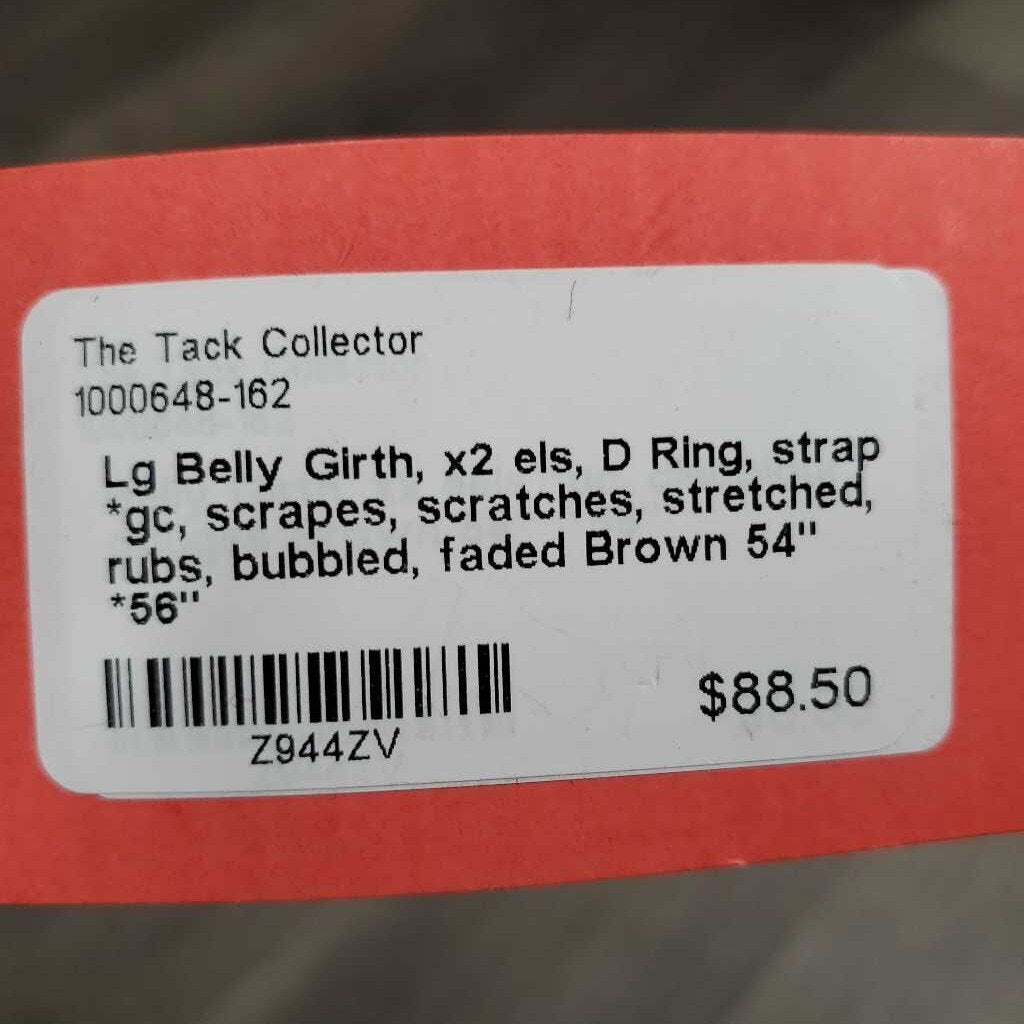 The Tack Collector
1000648-162
Lg Belly Girth, x2 els, D Ring, strap
*gc, scrapes, scratches, stretched,
rubs, bubbled, faded Brown 54"
*56"
$88.50
Z944ZV